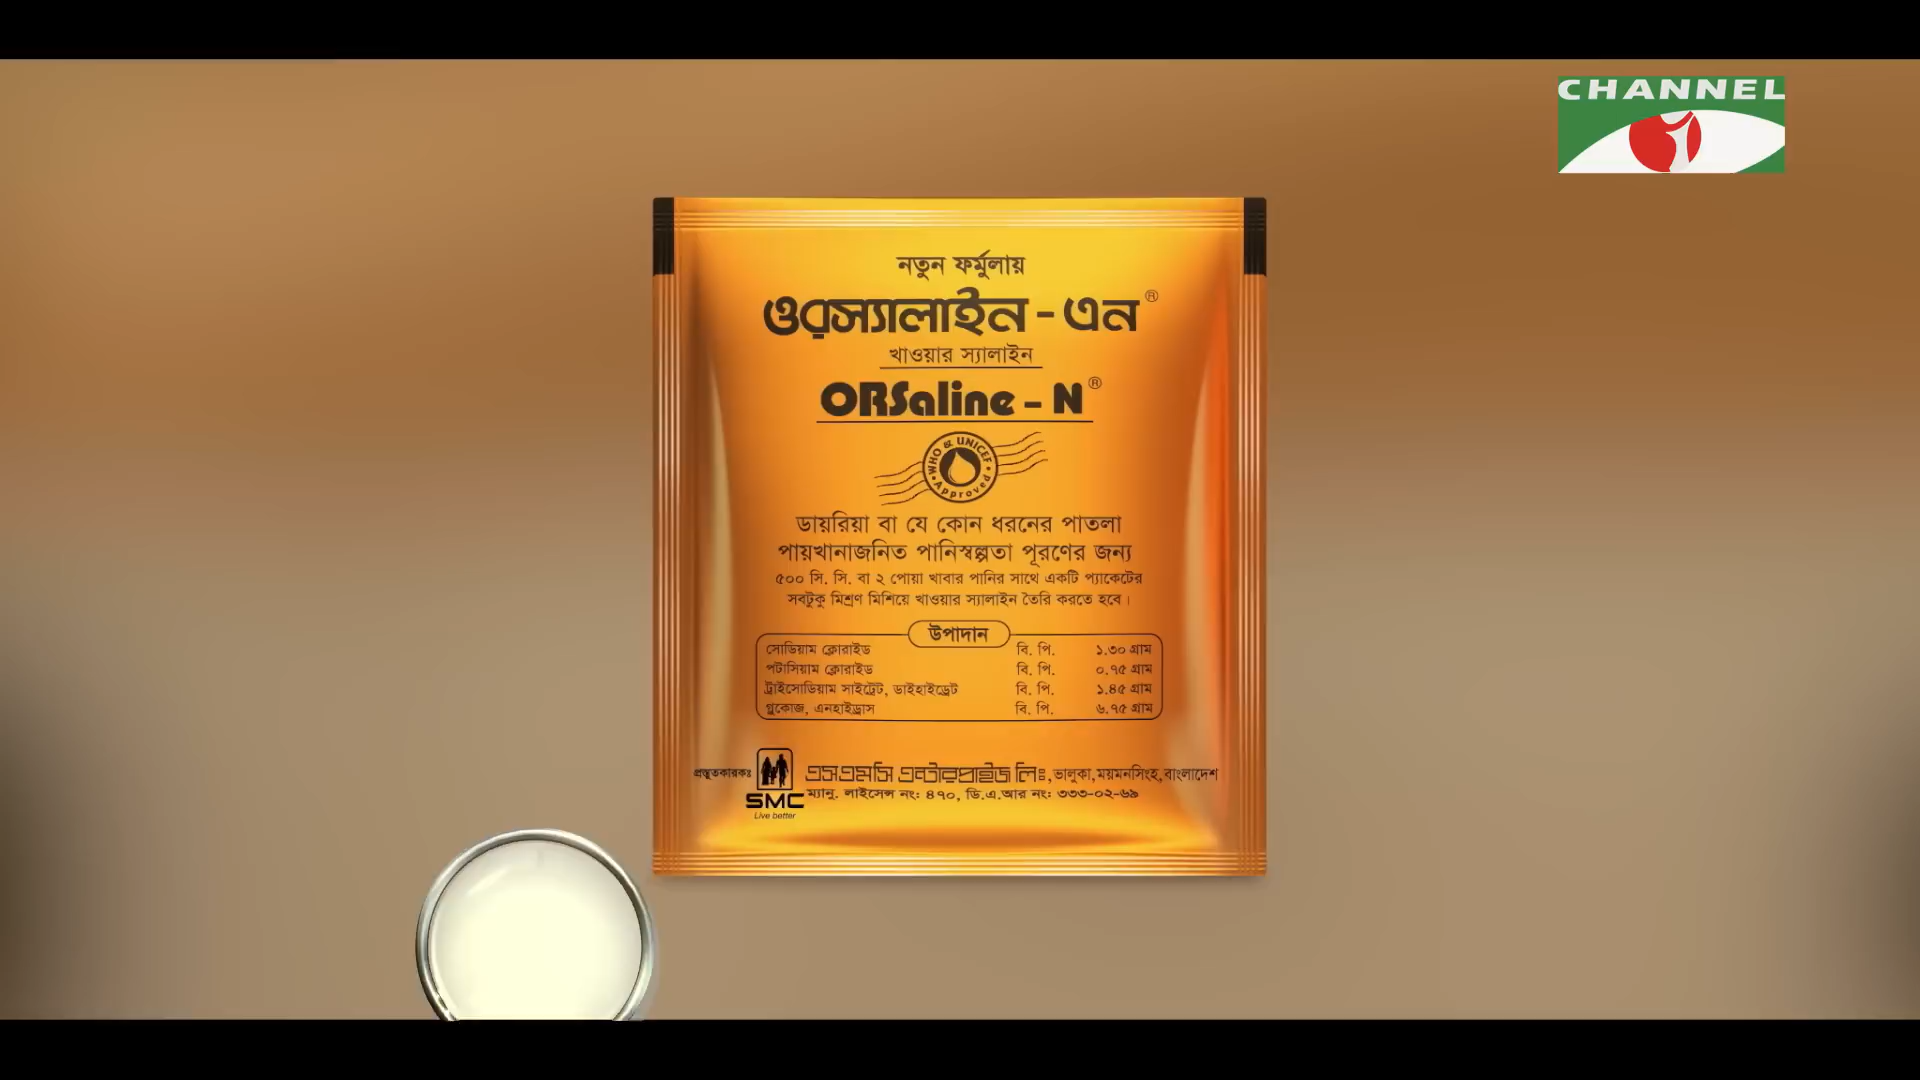 CHANNEL
নতুন ফর্মুলায়
ওরস্যালাইন - এন ®
খাওয়ার স্যালাইন
ORSaline - N ®
WHO & UNICEF
Approved
ডায়রিয়া বা যে কোন ধরনের পাতলা
পায়খানাজনিত পানিস্বল্পতা পূরণের জন্য
৫০০ সি. সি. বা ২ পোয়া খাবার পানির সাথে একটি প্যাকেটের
সবটুকু মিশ্রণ মিশিয়ে খাওয়ার স্যালাইন তৈরি করতে হবে।
উপাদান
সোডিয়াম ক্লোরাইড বি. পি. ১.৩০ গ্রাম
পটাসিয়াম ক্লোরাইড বি. পি. ০.৭৫ গ্রাম
ট্রাইসোডিয়াম সাইট্রেট, ডাইহাইড্রেট বি. পি. ১.৪৫ গ্রাম
গ্লুকোজ, এনহাইড্রাস বি. পি. ৬.৭৫ গ্রাম
প্রস্তুতকারকঃ এসএমসি এন্টারপ্রাইজ লিঃ, ভালুকা, ময়মনসিংহ, বাংলাদেশ
SMC ম্যানু. লাইসেন্স নং: ৪৭০, ডি.এ.আর নং: ৩৩৩-০২-৬৯
Live better